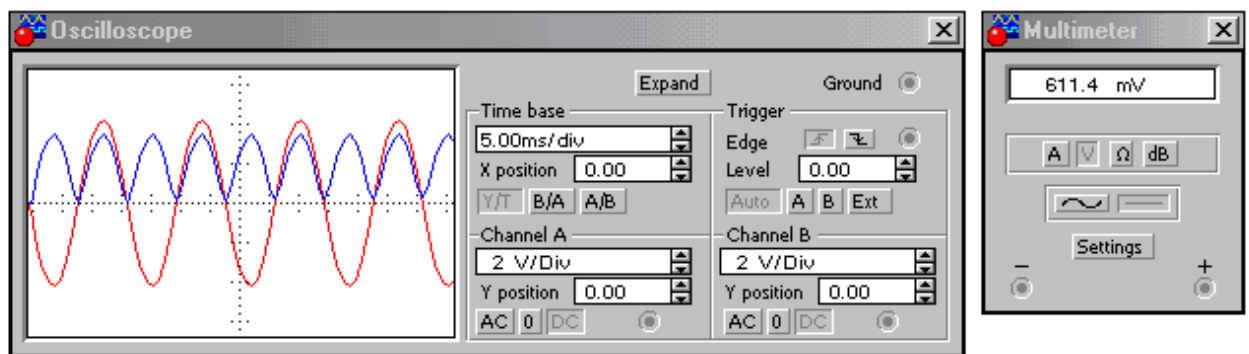 Oscilloscope
Expand
Ground
Time base
5.00ms/div
X position 0.00
Y/T B/A A/B
Trigger
Edge
Level 0.00
Auto A B Ext
Channel A
2 V/Div
Y position 0.00
AC 0 DC
Channel B
2 V/Div
Y position 0.00
AC 0 DC
Multimeter
611.4 mV
A V Ω dB
Settings
− +